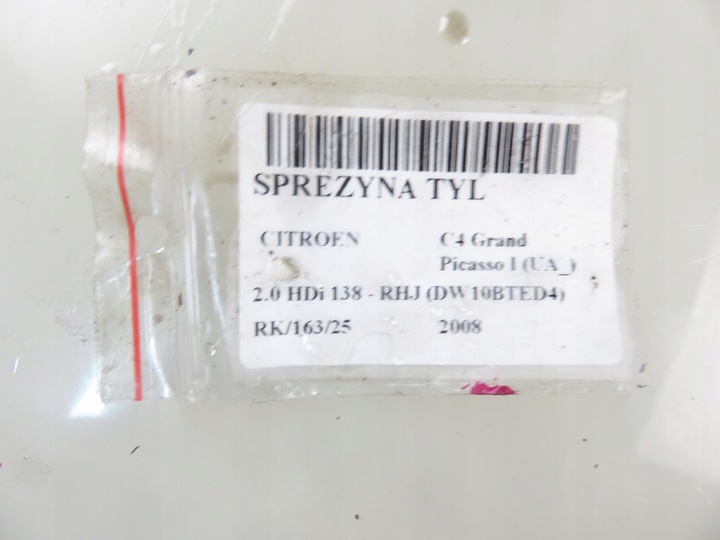 SPREZYNA TYL
CITROEN C4 Grand
Picasso I (UA_)
2.0 HDi 138 - RHJ (DW10BTED4)
RK/163/25 2008